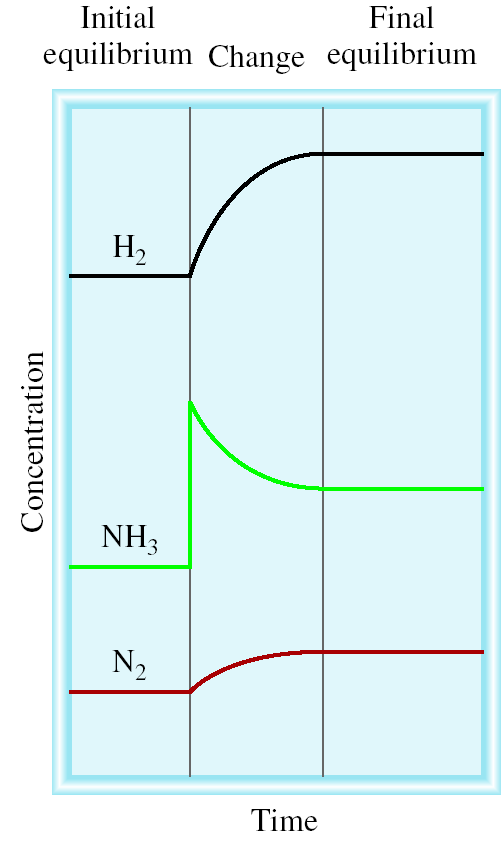 Initial
equilibrium
Change
Final
equilibrium
H₂
Concentration
NH₃
N₂
Time